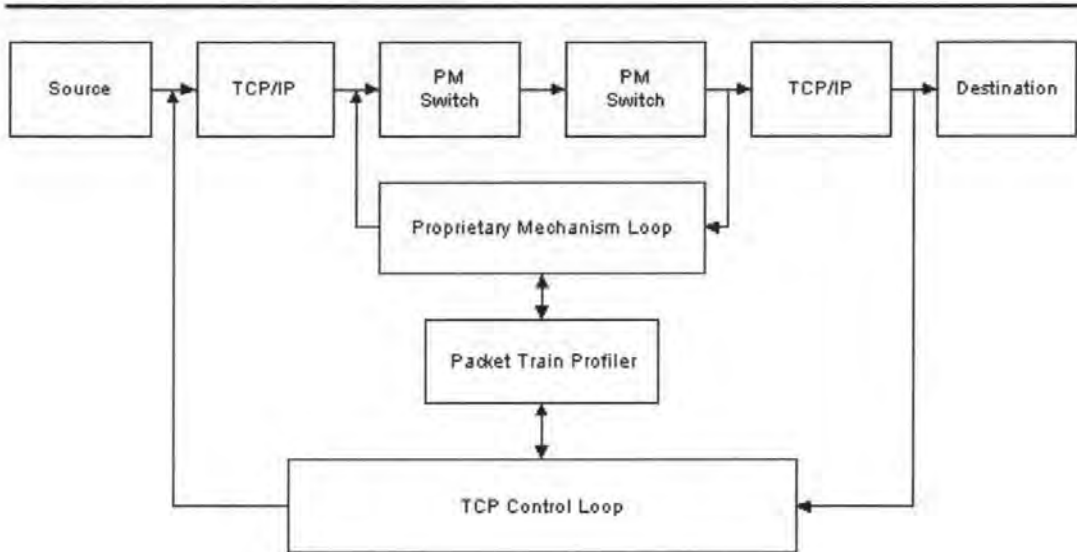 Source
TCP/IP
PM
Switch
PM
Switch
TCP/IP
Destination
Proprietary Mechanism Loop
Packet Train Profiler
TCP Control Loop